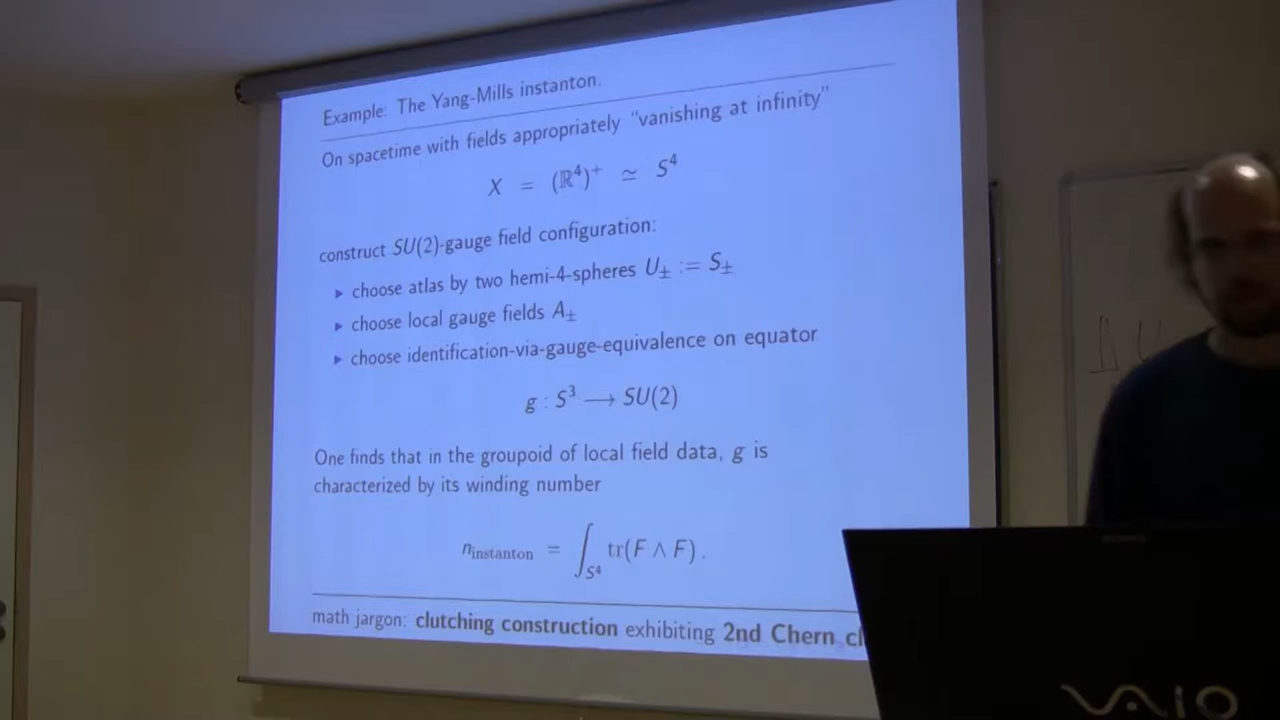 Example: The Yang-Mills instanton.
On spacetime with fields appropriately "vanishing at infinity"
X = (ℝ⁴)⁺ ≃ S⁴
construct SU(2)-gauge field configuration:
▸ choose atlas by two hemi-4-spheres U± := S±
▸ choose local gauge fields A±
▸ choose identification-via-gauge-equivalence on equator
g : S³ ⟶ SU(2)
One finds that in the groupoid of local field data, g is
characterized by its winding number
n_instanton = ∫_S⁴ tr(F ∧ F).
math jargon: clutching construction exhibiting 2nd Chern cl
VAIO